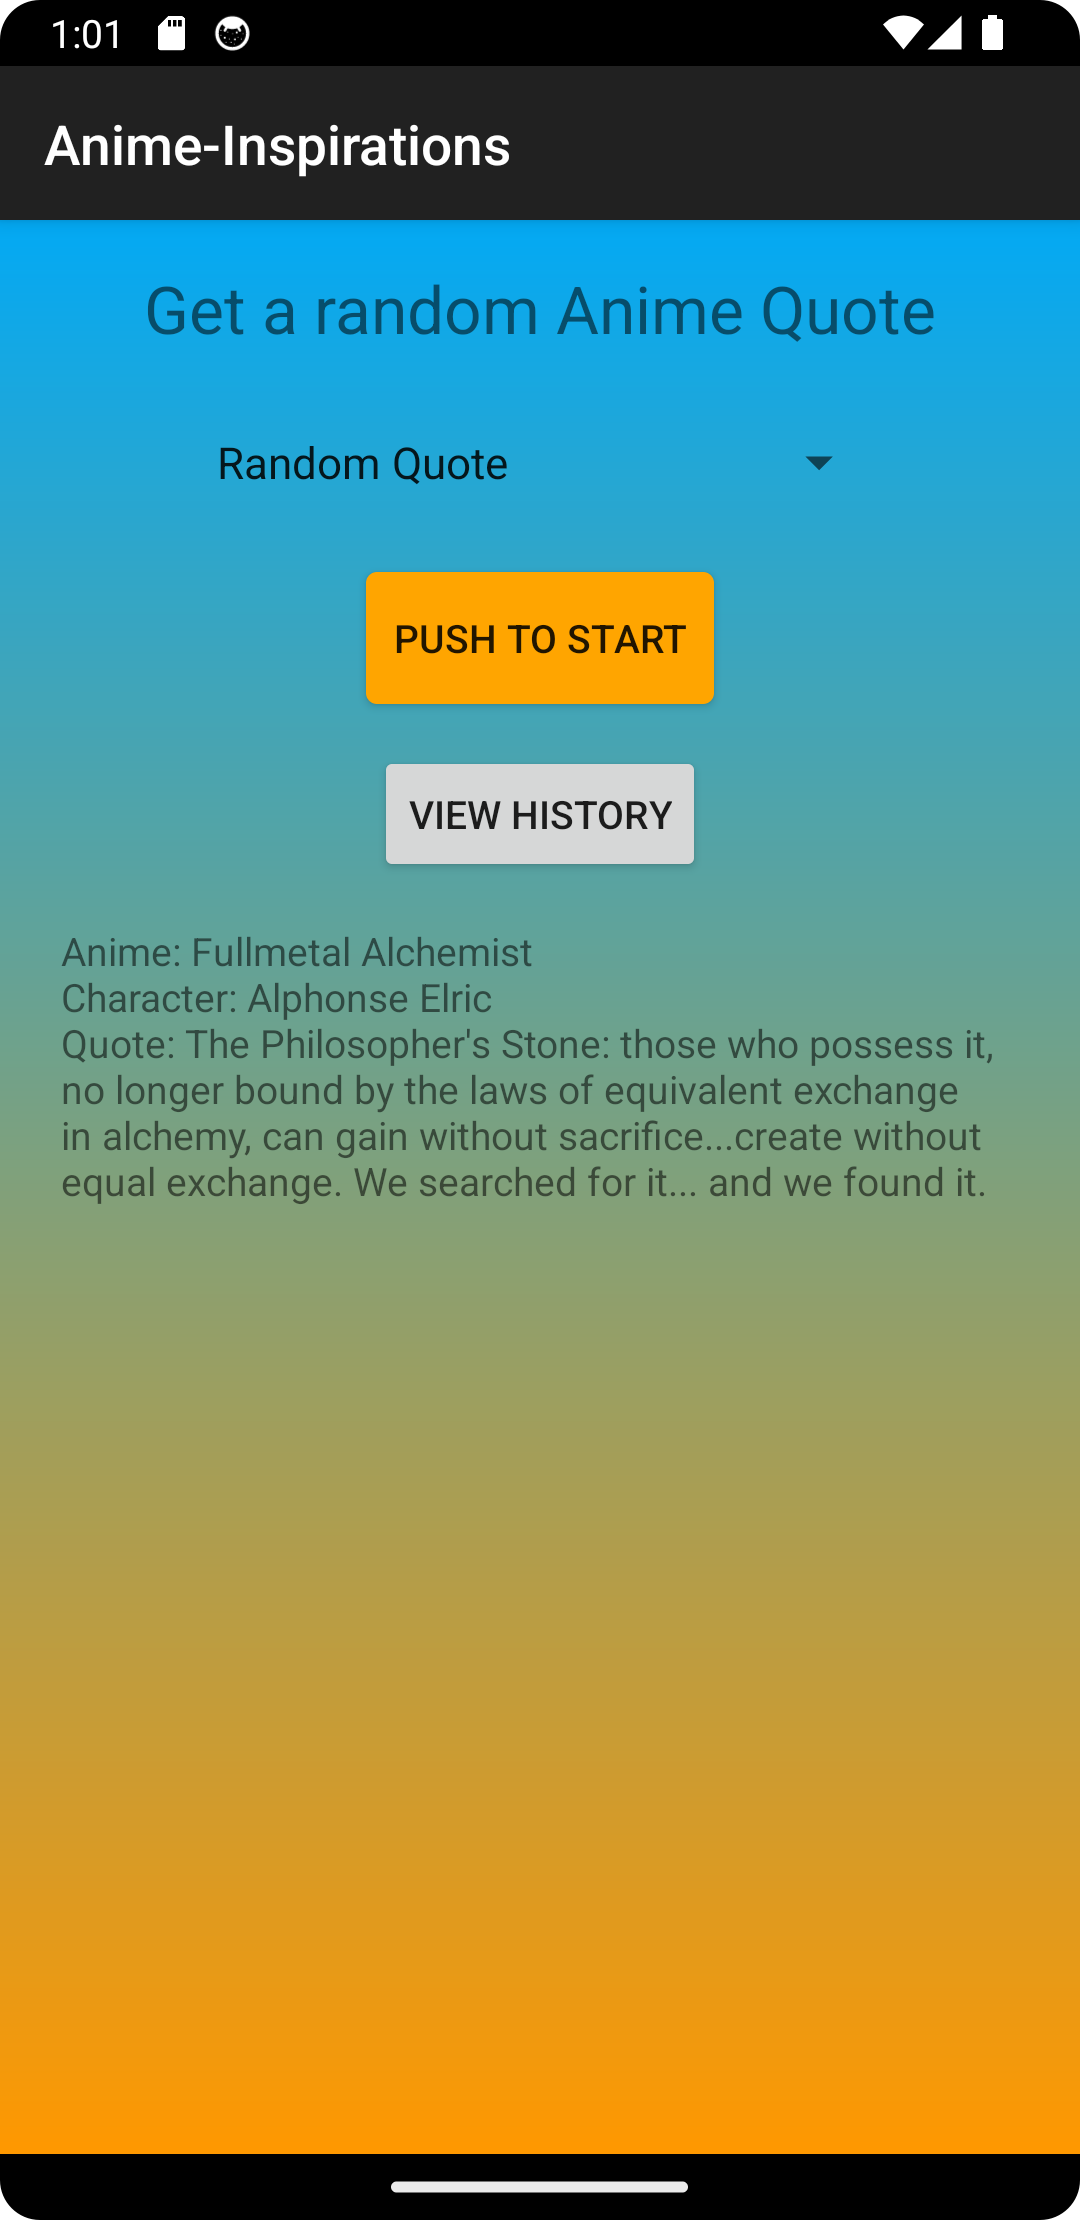 1:01
Anime-Inspirations
Get a random Anime Quote
Random Quote
PUSH TO START
VIEW HISTORY
Anime: Fullmetal Alchemist
Character: Alphonse Elric
Quote: The Philosopher's Stone: those who possess it,
no longer bound by the laws of equivalent exchange
in alchemy, can gain without sacrifice...create without
equal exchange. We searched for it... and we found it.